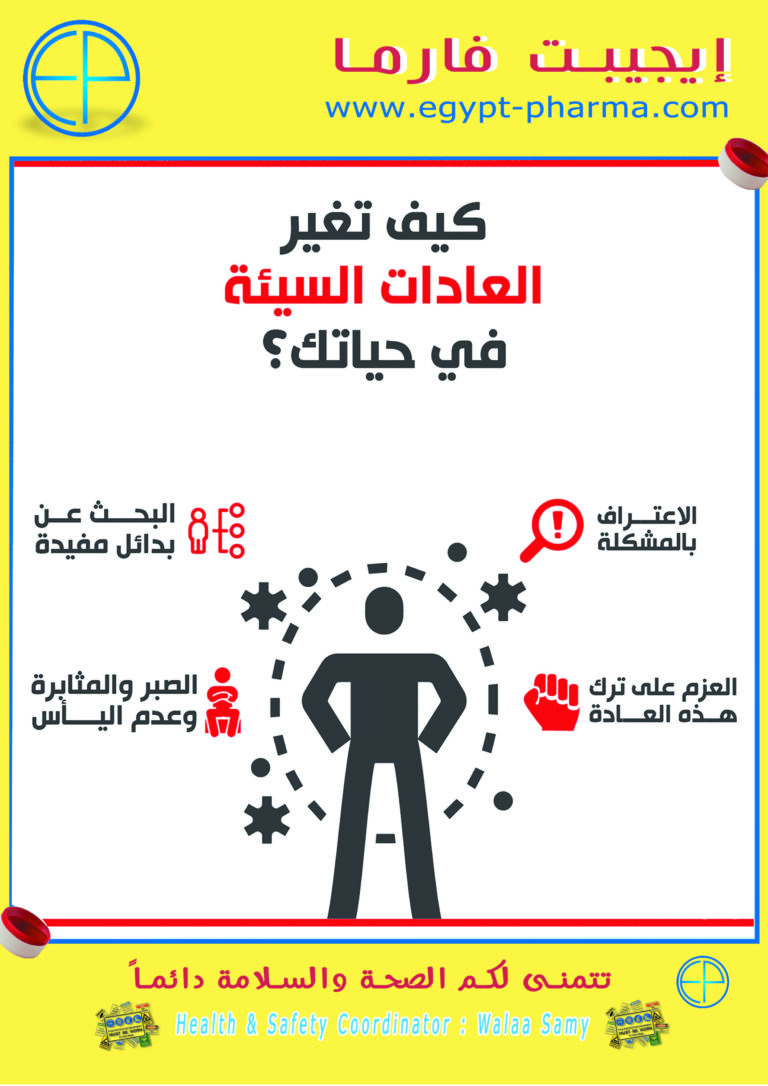 إيجيبت فارما
www.egypt-pharma.com
كيف تغير
العادات السيئة
في حياتك؟
الاعتراف
بالمشكلة
البحث عن
بدائل مفيدة
العزم على ترك
هذه العادة
الصبر والمثابرة
وعدم اليأس
تتمنى لكم الصحة والسلامة دائماً
Health & Safety Coordinator : Walaa Samy